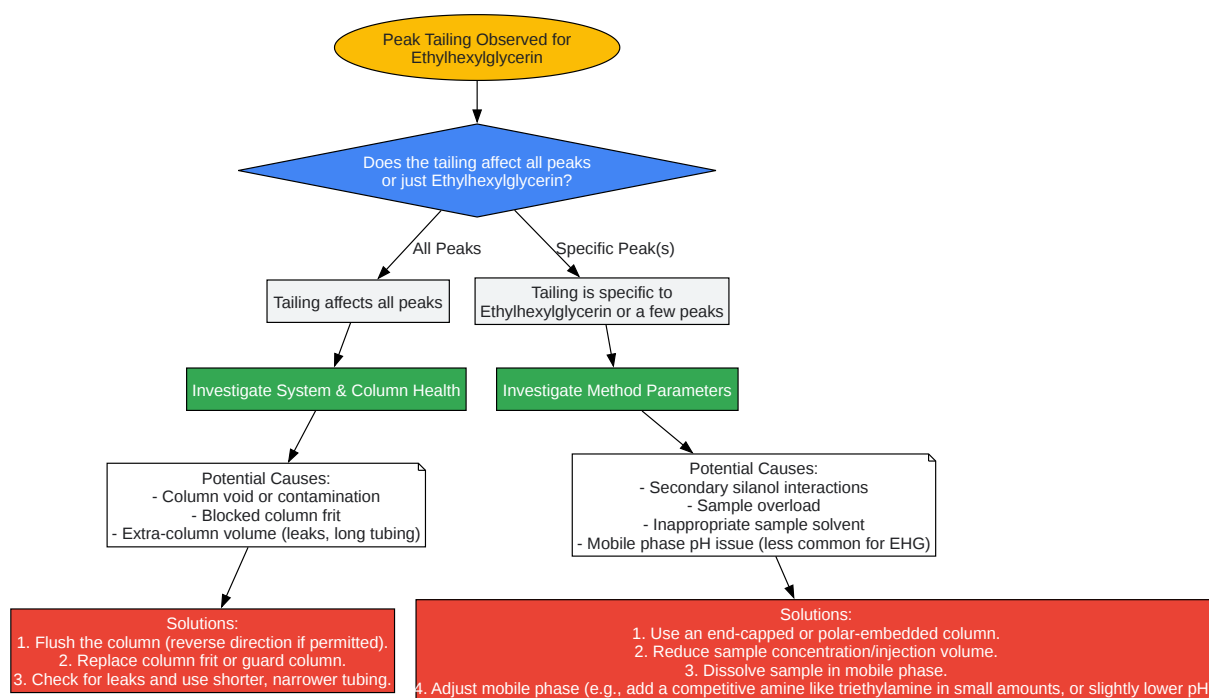 Peak Tailing Observed for
Ethylhexylglycerin
Does the tailing affect all peaks
or just Ethylhexylglycerin?
All Peaks
Specific Peak(s)
Tailing affects all peaks
Tailing is specific to
Ethylhexylglycerin or a few peaks
Investigate System & Column Health
Investigate Method Parameters
Potential Causes:
- Column void or contamination
- Blocked column frit
- Extra-column volume (leaks, long tubing)
Potential Causes:
- Secondary silanol interactions
- Sample overload
- Inappropriate sample solvent
- Mobile phase pH issue (less common for EHG)
Solutions:
1. Flush the column (reverse direction if permitted).
2. Replace column frit or guard column.
3. Check for leaks and use shorter, narrower tubing.
Solutions:
1. Use an end-capped or polar-embedded column.
2. Reduce sample concentration/injection volume.
3. Dissolve sample in mobile phase.
4. Adjust mobile phase (e.g., add a competitive amine like triethylamine in small amounts, or slightly lower pH